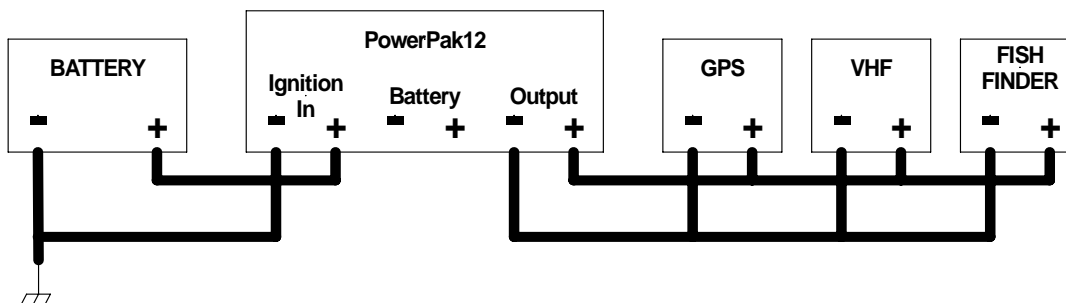 BATTERY
- +
PowerPak12
Ignition In
- +
Battery
- +
Output
- +
GPS
- +
VHF
- +
FISH
FINDER
- +